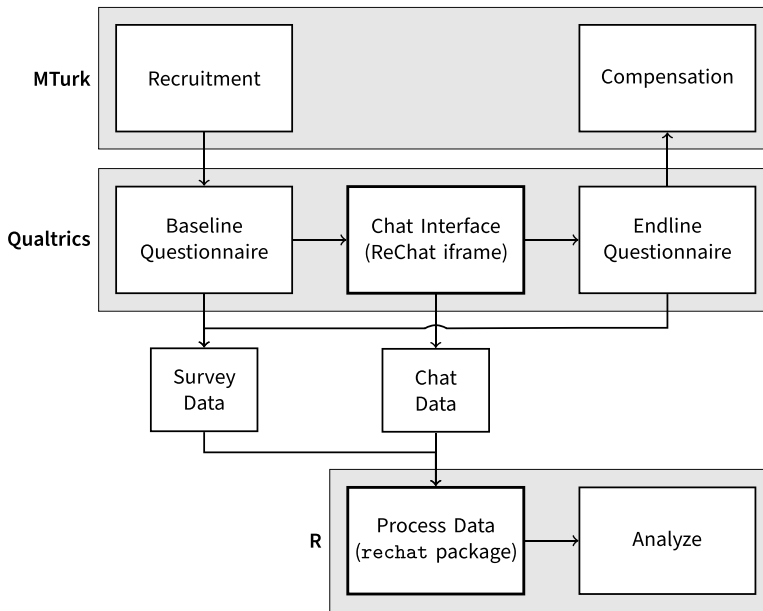 MTurk
Recruitment
Compensation
Qualtrics
Baseline
Questionnaire
Chat Interface
(ReChat iframe)
Endline
Questionnaire
Survey
Data
Chat
Data
R
Process Data
(rechat package)
Analyze